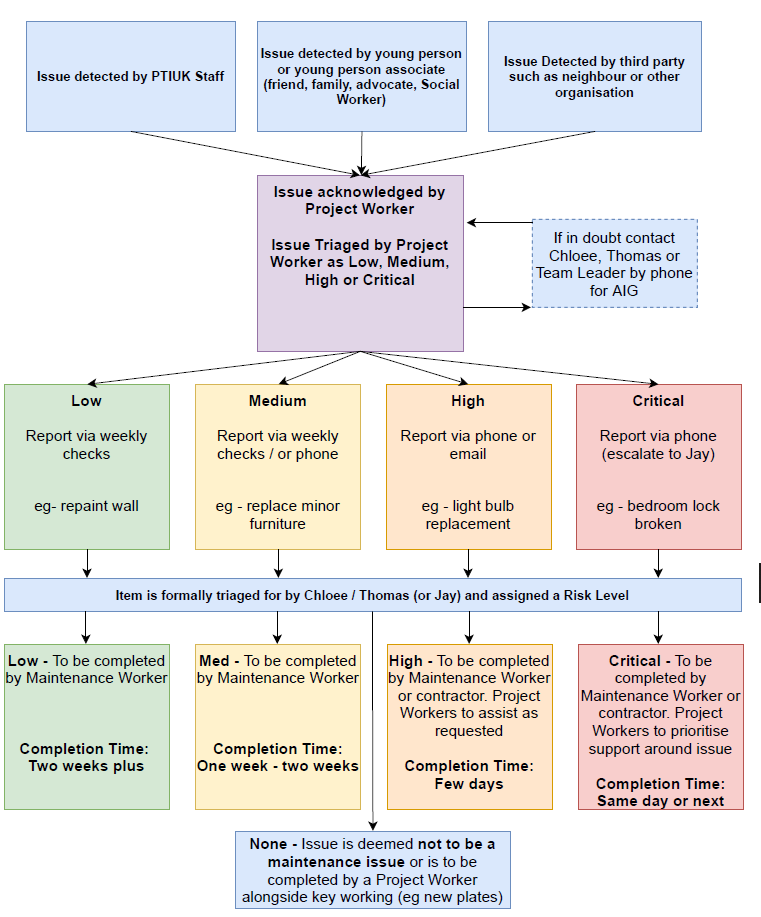 Issue detected by PTIUK Staff
Issue detected by young person
or young person associate
(friend, family, advocate, Social
Worker)
Issue Detected by third party
such as neighbour or other
organisation
Issue acknowledged by
Project Worker
Issue Triaged by Project
Worker as Low, Medium,
High or Critical
If in doubt contact
Chloee, Thomas or
Team Leader by phone
for AIG
Low
Report via weekly
checks
eg- repaint wall
Medium
Report via weekly
checks / or phone
eg - replace minor
furniture
High
Report via phone or
email
eg - light bulb
replacement
Critical
Report via phone
(escalate to Jay)
eg - bedroom lock
broken
Item is formally triaged for by Chloee / Thomas (or Jay) and assigned a Risk Level
Low - To be completed
by Maintenance Worker
Completion Time:
Two weeks plus
Med - To be completed
by Maintenance Worker
Completion Time:
One week - two weeks
High - To be completed
by Maintenance Worker
or contractor. Project
Workers to assist as
requested
Completion Time:
Few days
Critical - To be
completed by
Maintenance Worker or
contractor. Project
Workers to prioritise
support around issue
Completion Time:
Same day or next
None - Issue is deemed not to be a
maintenance issue or is to be
completed by a Project Worker
alongside key working (eg new plates)